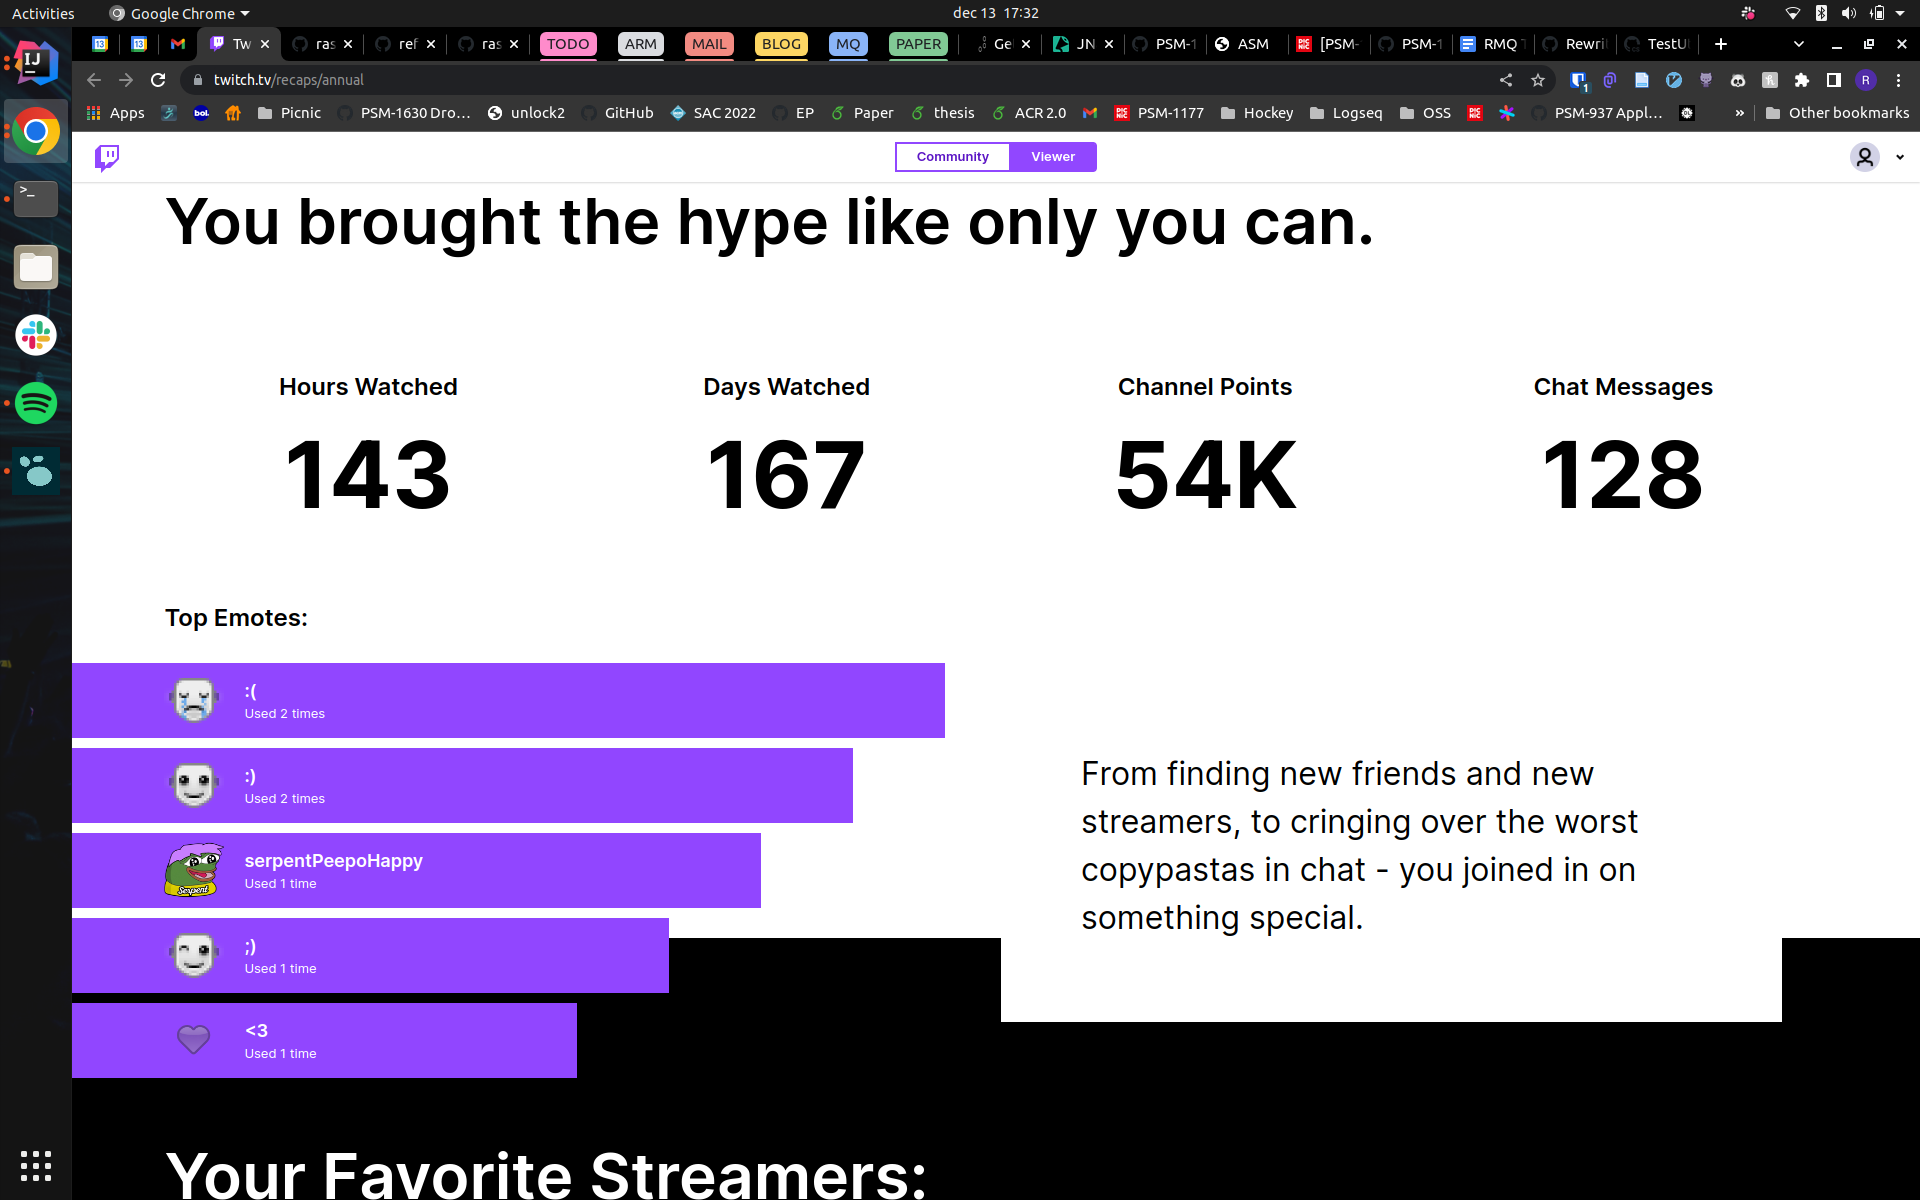 Activities
Google Chrome
dec 13 17:32
Tw
ras
ref
ras
TODO
ARM
MAIL
BLOG
MQ
PAPER
Ge
JN
PSM-1
ASM
[PSM-
PSM-1
RMQ T
Rewri
TestU
twitch.tv/recaps/annual
Apps
bol.
Picnic
PSM-1630 Dro...
unlock2
GitHub
SAC 2022
EP
Paper
thesis
ACR 2.0
PSM-1177
Hockey
Logseq
OSS
PSM-937 Appl...
»
Other bookmarks
Community
Viewer
You brought the hype like only you can.
Hours Watched
Days Watched
Channel Points
Chat Messages
143
167
54K
128
Top Emotes:
:(
Used 2 times
:)
Used 2 times
serpentPeepoHappy
Used 1 time
;)
Used 1 time
<3
Used 1 time
From finding new friends and new
streamers, to cringing over the worst
copypastas in chat - you joined in on
something special.
Your Favorite Streamers: